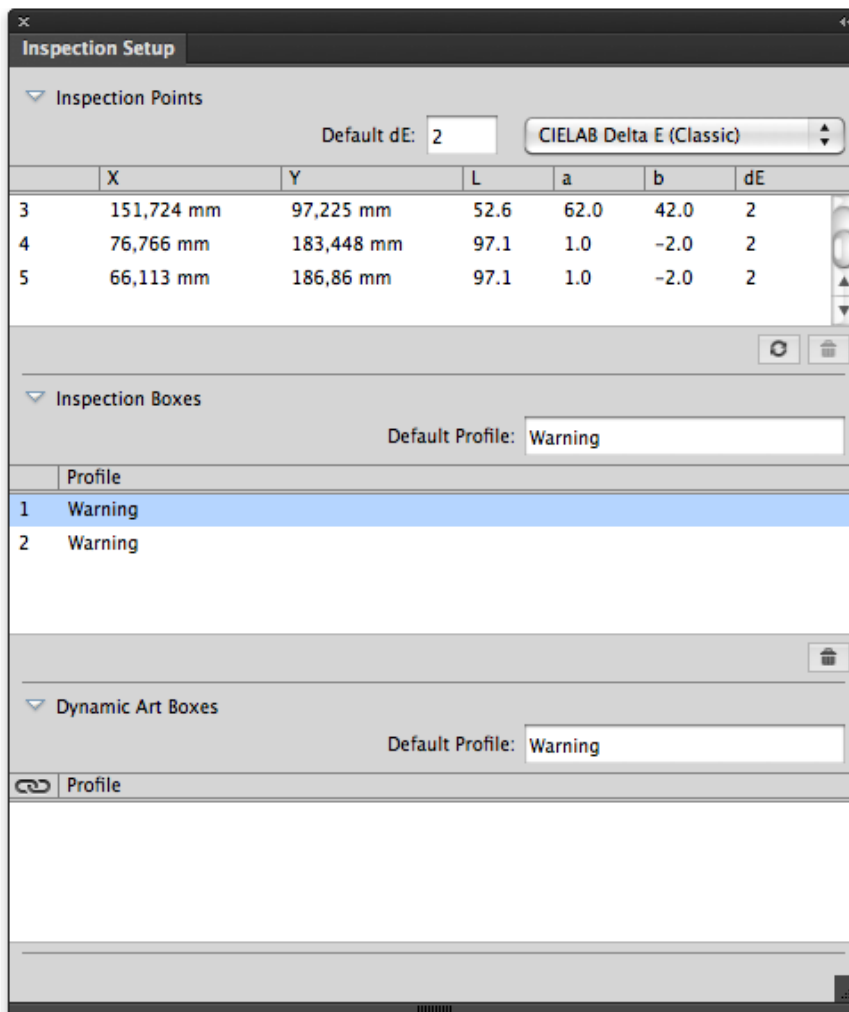 Inspection Setup
Inspection Points
Default dE: 2 CIELAB Delta E (Classic)
X Y L a b dE
3 151,724 mm 97,225 mm 52.6 62.0 42.0 2
4 76,766 mm 183,448 mm 97.1 1.0 -2.0 2
5 66,113 mm 186,86 mm 97.1 1.0 -2.0 2
Inspection Boxes
Default Profile: Warning
Profile
1 Warning
2 Warning
Dynamic Art Boxes
Default Profile: Warning
Profile